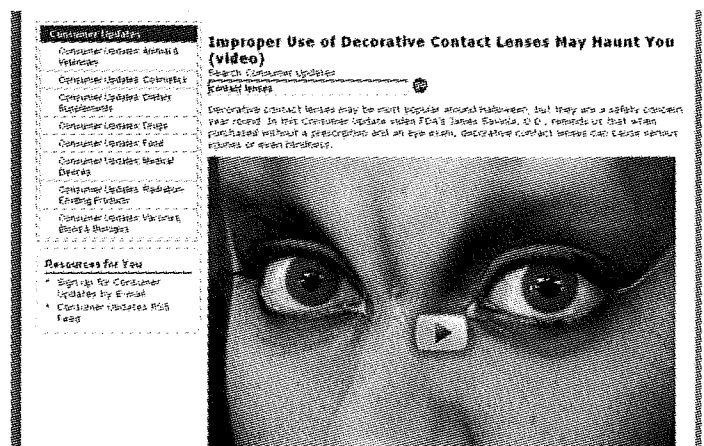 Consumer Updates
Consumer Updates: Animal &
Veterinary
Consumer Updates: Cosmetics
Consumer Updates: Dietary
Supplements
Consumer Updates: Drugs
Consumer Updates: Food
Consumer Updates: Medical
Devices
Consumer Updates: Radiation-
Emitting Products
Consumer Updates: Vaccines,
Blood & Biologics
Resources for You
Sign up for Consumer
Updates by E-mail
Consumer Updates RSS
Feed
Improper Use of Decorative Contact Lenses May Haunt You
(video)
Search Consumer Updates
contact lenses
Decorative contact lenses may be most popular around Halloween, but they are a safety concern
year round. In this Consumer Update video FDA's James Saviola, O.D., reminds us that when
purchased without a prescription and an eye exam, decorative contact lenses can cause serious
injuries or even blindness.